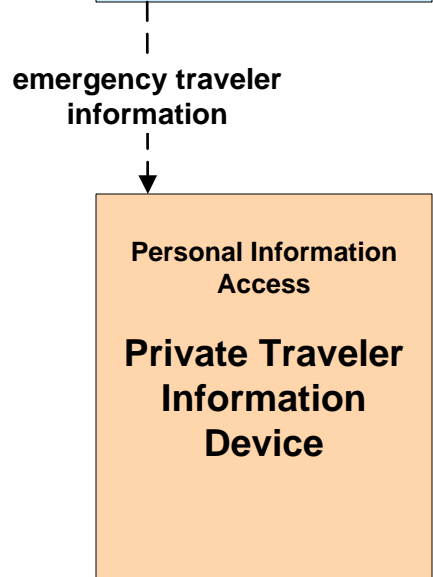 emergency traveler
information
Personal Information
Access
Private Traveler
Information
Device